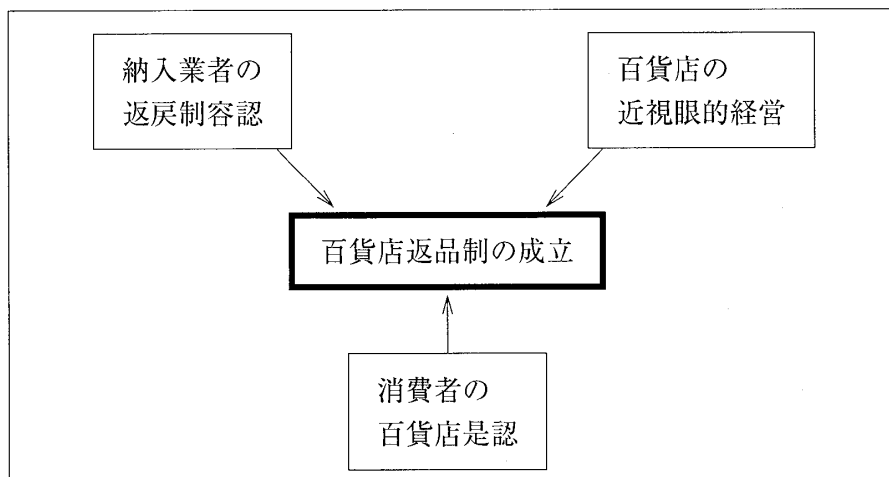 納入業者の
返戻制容認
百貨店の
近視眼的経営
百貨店返品制の成立
消費者の
百貨店是認